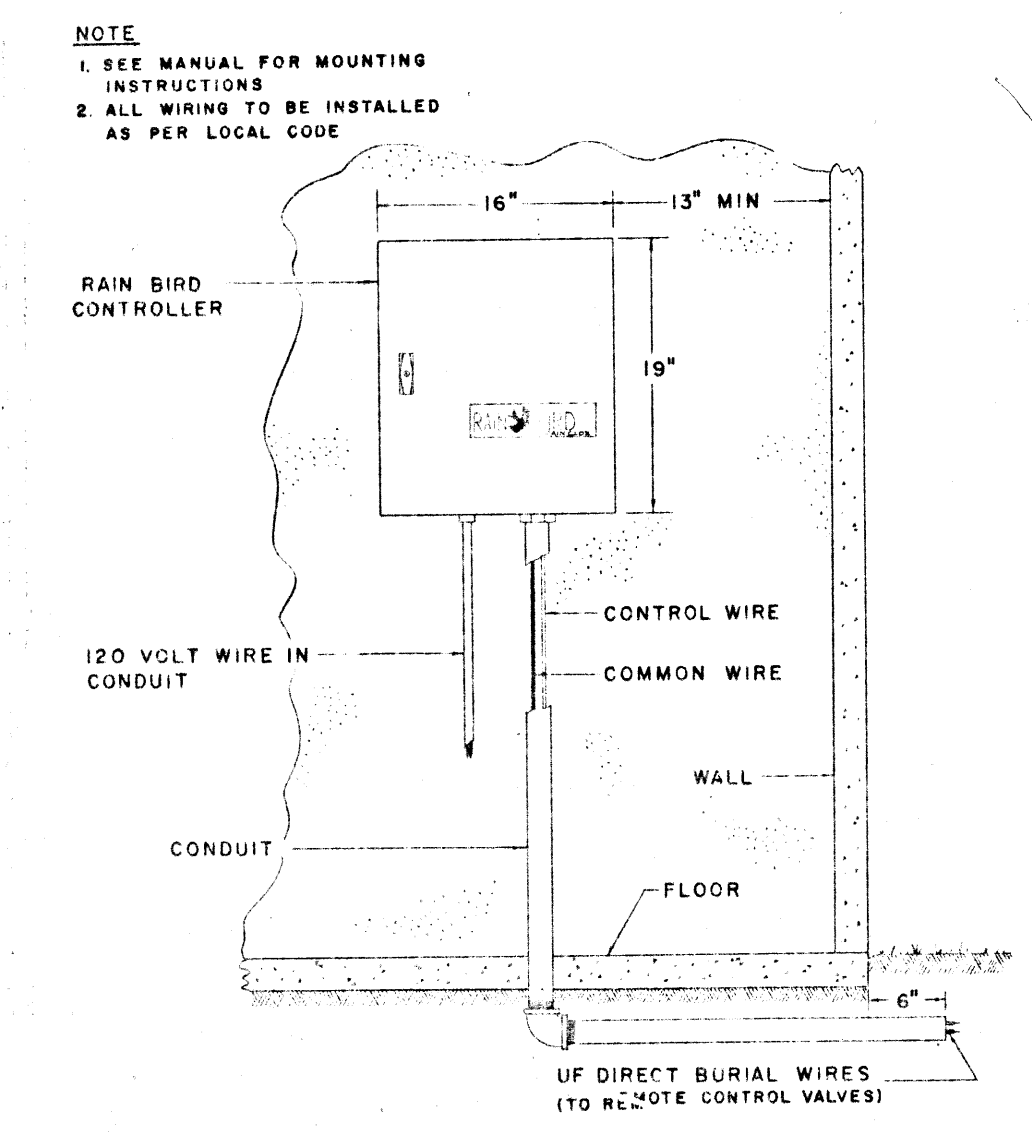 NOTE
1. SEE MANUAL FOR MOUNTING
INSTRUCTIONS
2. ALL WIRING TO BE INSTALLED
AS PER LOCAL CODE
16"
13" MIN
RAIN BIRD
CONTROLLER
19"
RAIN
CONTROL WIRE
120 VOLT WIRE IN
CONDUIT
COMMON WIRE
WALL
CONDUIT
FLOOR
6"
UF DIRECT BURIAL WIRES
(TO REMOTE CONTROL VALVES)